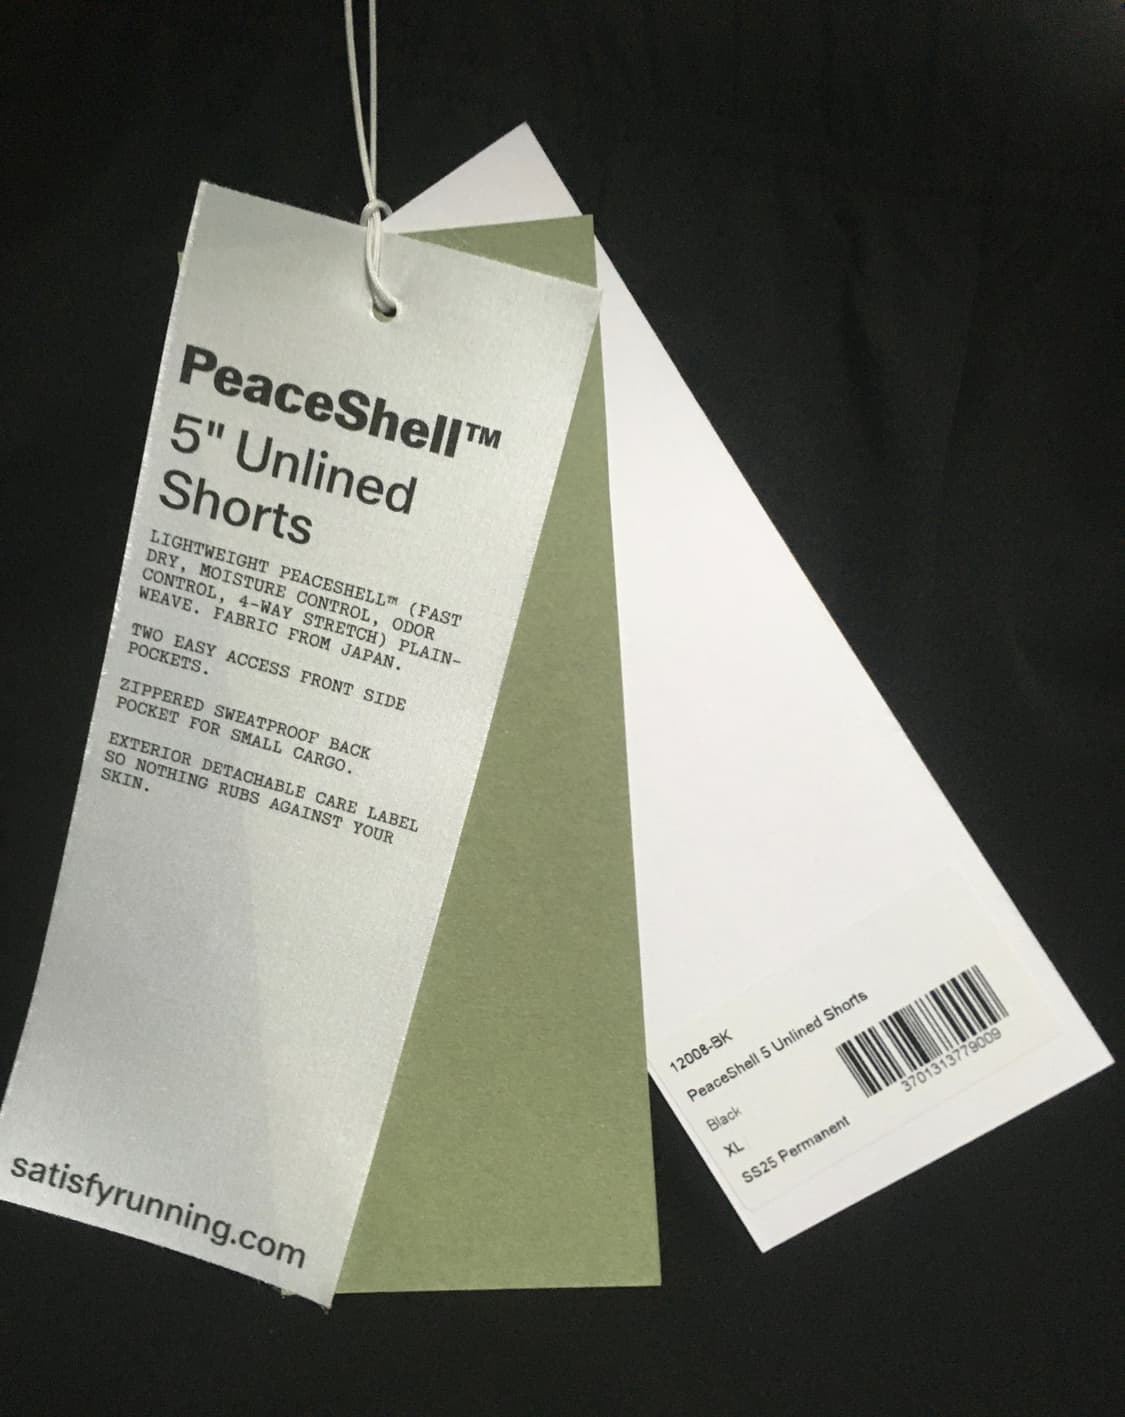 PeaceShell™
5" Unlined
Shorts
LIGHTWEIGHT PEACESHELL™ (FAST
DRY, MOISTURE CONTROL, ODOR
CONTROL, 4-WAY STRETCH) PLAIN-
WEAVE. FABRIC FROM JAPAN.
TWO EASY ACCESS FRONT SIDE
POCKETS.
ZIPPERED SWEATPROOF BACK
POCKET FOR SMALL CARGO.
EXTERIOR DETACHABLE CARE LABEL
SO NOTHING RUBS AGAINST YOUR
SKIN.
satisfyrunning.com
12008-BK
PeaceShell 5 Unlined Shorts
Black
XL
SS25 Permanent
3701313779009